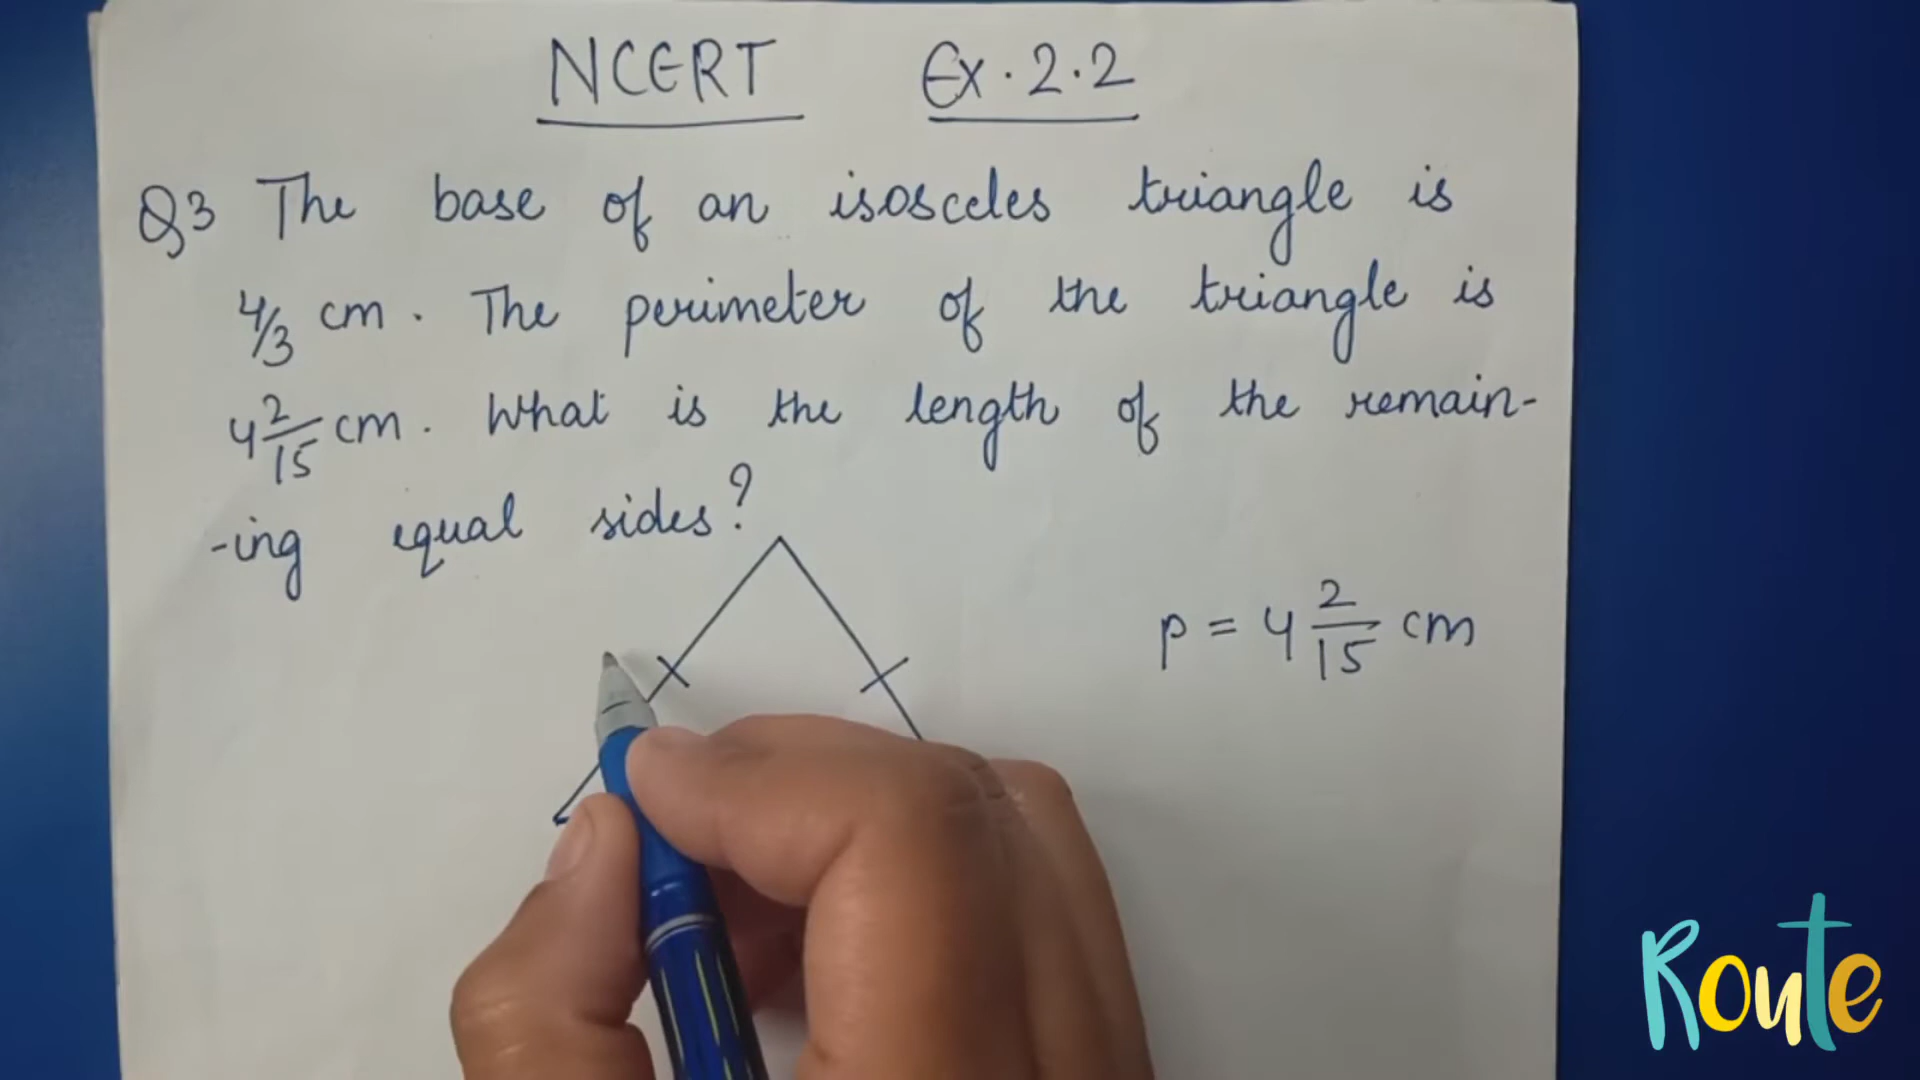 NCERT Ex. 2.2
Q3 The base of an isosceles triangle is
4/3 cm. The perimeter of the triangle is
4 2/15 cm. What is the length of the remain-
-ing equal sides?
P = 4 2/15 cm
Route